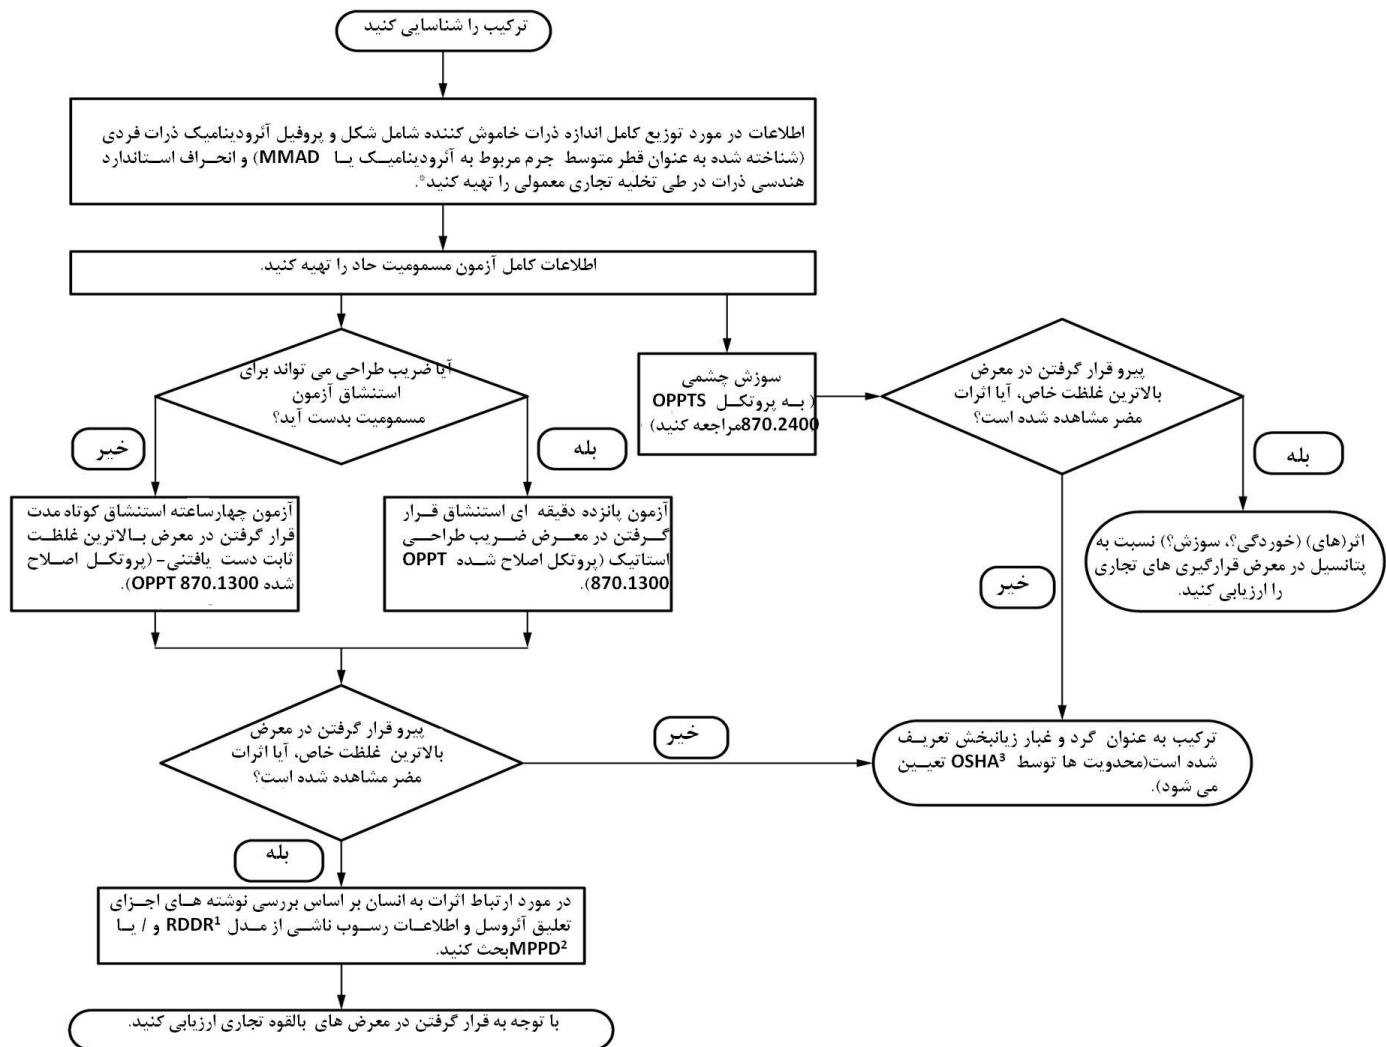 ترکیب را شناسایی کنید
اطلاعات در مورد توزیع کامل اندازه ذرات خاموش کننده شامل شکل و پروفیل آئرودینامیک ذرات فردی
(شناخته شده به عنوان قطر متوسط جرم مربوط به آئرودینامیک یا MMAD) و انحراف استاندارد
هندسی ذرات در طی تخلیه تجاری معمولی را تهیه کنید*.
اطلاعات کامل آزمون مسمومیت حاد را تهیه کنید.
آیا ضریب طراحی می تواند برای
استنشاق آزمون
مسمومیت بدست آید؟
سوزش چشمی
( به پروتکل OPPTS
870.2400مراجعه کنید)
پیرو قرار گرفتن در معرض
بالاترین غلظت خاص، آیا اثرات
مضر مشاهده شده است؟
خیر
بله
بله
آزمون چهارساعته استنشاق کوتاه مدت
قرار گرفتن در معرض بالاترین غلظت
ثابت دست یافتنی- (پروتکل اصلاح
شده OPPT 870.1300).
آزمون پانزده دقیقه ای استنشاق قرار
گرفتن در معرض ضریب طراحی
استاتیک (پروتکل اصلاح شده OPPT
870.1300).
اثر(های) (خوردگی؟، سوزش؟) نسبت به
پتانسیل در معرض قرارگیری های تجاری
را ارزیابی کنید.
خیر
پیرو قرار گرفتن در معرض
بالاترین غلظت خاص، آیا اثرات
مضر مشاهده شده است؟
خیر
ترکیب به عنوان گرد و غبار زیانبخش تعریف
شده است(محدویت ها توسط OSHA³ تعیین
می شود).
بله
در مورد ارتباط اثرات به انسان بر اساس بررسی نوشته های اجزای
تعلیق آئروسل و اطلاعات رسوب ناشی از مدل RDDR¹ و / یا
MPPD²بحث کنید.
با توجه به قرار گرفتن در معرض های بالقوه تجاری ارزیابی کنید.